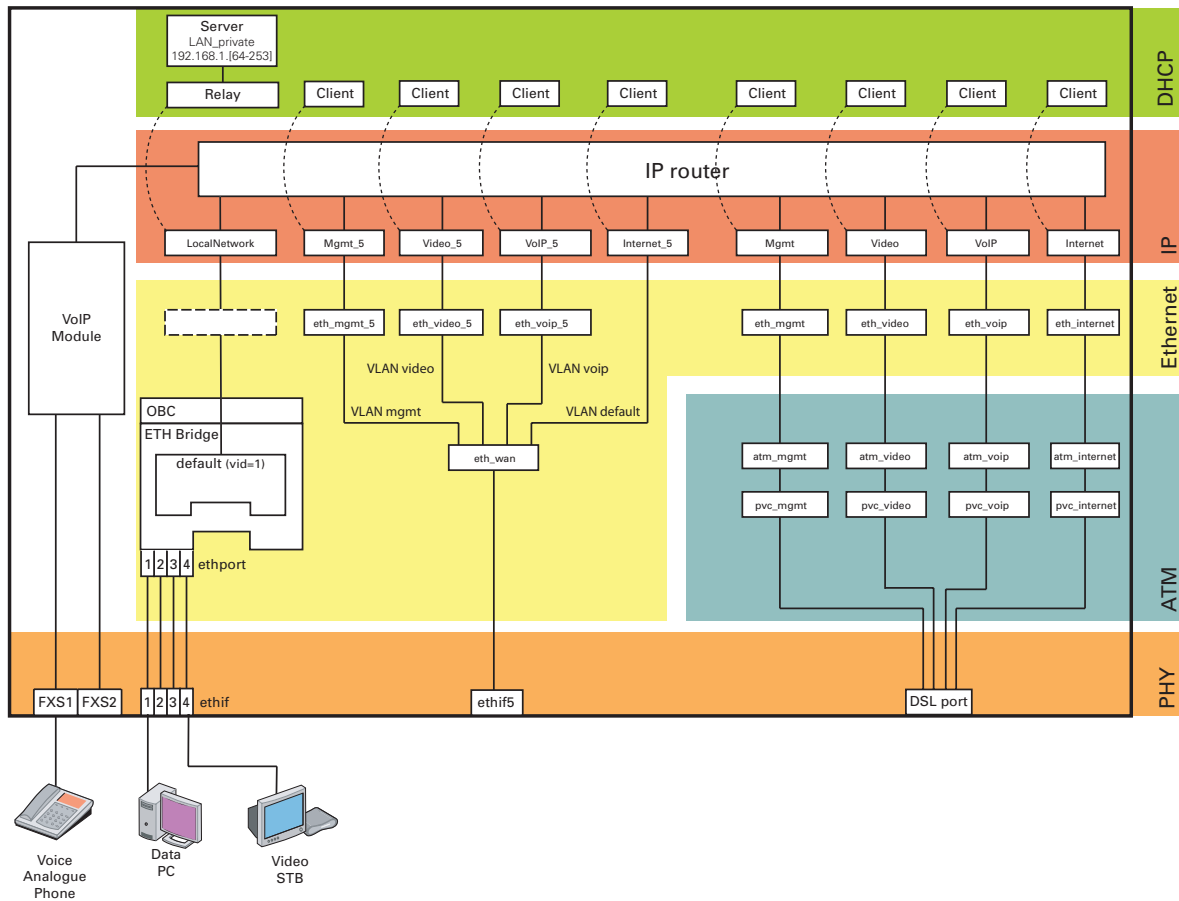 Server
LAN_private
192.168.1.[64-253]
Relay
Client
Client
Client
Client
Client
Client
Client
Client
DHCP
IP router
LocalNetwork
Mgmt_5
Video_5
VoIP_5
Internet_5
Mgmt
Video
VoIP
Internet
IP
VoIP
Module
eth_mgmt_5
eth_video_5
eth_voip_5
eth_mgmt
eth_video
eth_voip
eth_internet
Ethernet
VLAN video
VLAN voip
VLAN mgmt
VLAN default
OBC
ETH Bridge
default (vid=1)
eth_wan
atm_mgmt
atm_video
atm_voip
atm_internet
pvc_mgmt
pvc_video
pvc_voip
pvc_internet
1 2 3 4 ethport
ATM
FXS1 FXS2
1 2 3 4 ethif
ethif5
DSL port
PHY
Voice
Analogue
Phone
Data
PC
Video
STB